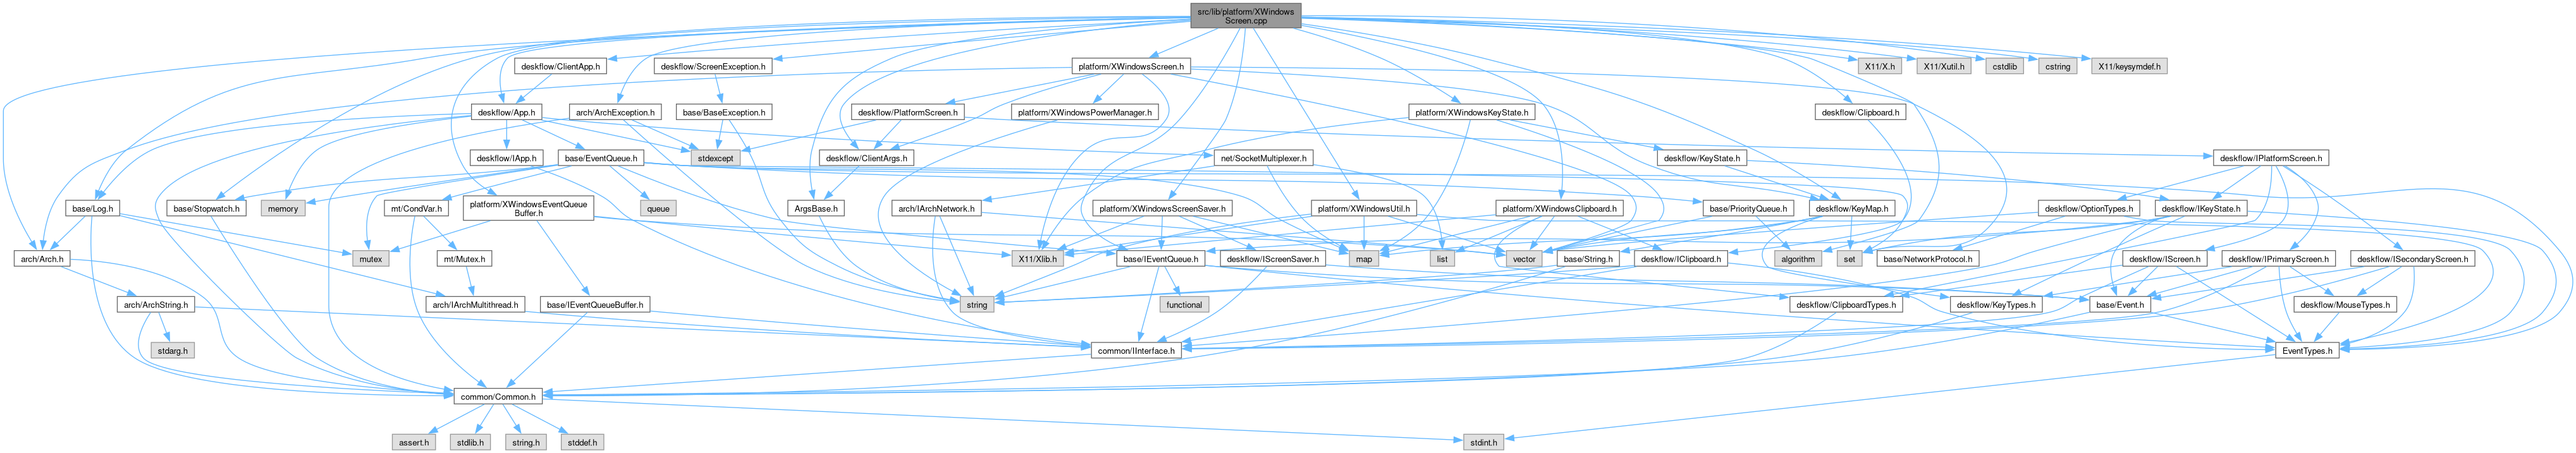 src/lib/platform/XWindows
Screen.cpp
deskflow/ClientApp.h
deskflow/ScreenException.h
platform/XWindowsScreen.h
X11/X.h
X11/Xutil.h
cstdlib
cstring
X11/keysymdef.h
deskflow/App.h
arch/ArchException.h
base/BaseException.h
deskflow/PlatformScreen.h
platform/XWindowsPowerManager.h
platform/XWindowsKeyState.h
deskflow/Clipboard.h
deskflow/IApp.h
base/EventQueue.h
stdexcept
deskflow/ClientArgs.h
net/SocketMultiplexer.h
deskflow/KeyState.h
deskflow/IPlatformScreen.h
base/Log.h
base/Stopwatch.h
memory
mt/CondVar.h
platform/XWindowsEventQueue
Buffer.h
queue
ArgsBase.h
arch/IArchNetwork.h
platform/XWindowsScreenSaver.h
platform/XWindowsUtil.h
platform/XWindowsClipboard.h
base/PriorityQueue.h
deskflow/KeyMap.h
deskflow/OptionTypes.h
deskflow/IKeyState.h
arch/Arch.h
mutex
mt/Mutex.h
X11/Xlib.h
base/IEventQueue.h
deskflow/IScreenSaver.h
map
list
vector
base/String.h
deskflow/IClipboard.h
algorithm
set
base/NetworkProtocol.h
deskflow/IScreen.h
deskflow/IPrimaryScreen.h
deskflow/ISecondaryScreen.h
arch/ArchString.h
arch/IArchMultithread.h
base/IEventQueueBuffer.h
string
functional
deskflow/ClipboardTypes.h
deskflow/KeyTypes.h
base/Event.h
deskflow/MouseTypes.h
stdarg.h
common/IInterface.h
EventTypes.h
common/Common.h
assert.h
stdlib.h
string.h
stddef.h
stdint.h